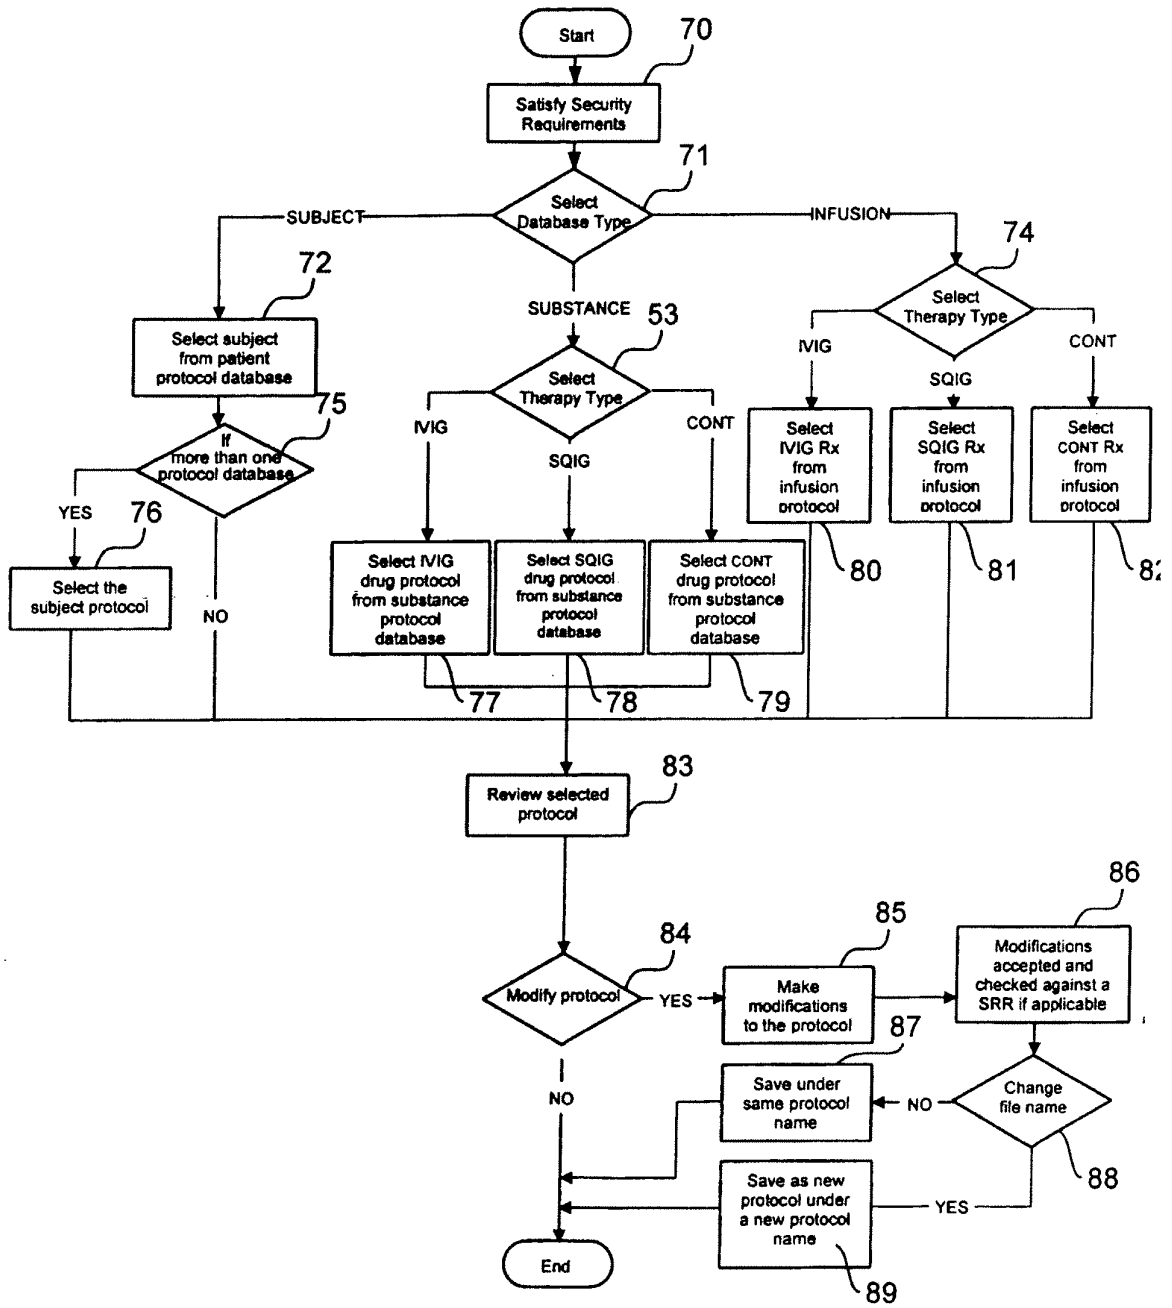 Start
70
Satisfy Security
Requirements
71
Select
Database Type
SUBJECT
INFUSION
SUBSTANCE
72
Select subject
from patient
protocol database
74
Select
Therapy Type
IVIG
SQIG
CONT
53
Select
Therapy Type
IVIG
SQIG
CONT
75
If
more than one
protocol database
YES
NO
76
Select the
subject protocol
Select
IVIG Rx
from
infusion
protocol
80
Select
SQIG Rx
from
infusion
protocol
81
Select
CONT Rx
from
infusion
protocol
82
Select IVIG
drug protocol
from substance
protocol
database
77
Select SQIG
drug protocol
from substance
protocol
database
78
Select CONT
drug protocol
from substance
protocol
database
79
83
Review selected
protocol
84
Modify protocol
YES
NO
85
Make
modifications
to the protocol
86
Modifications
accepted and
checked against a
SRR if applicable
87
Save under
same protocol
name
NO
Change
file name
88
YES
Save as new
protocol under
a new protocol
name
89
End